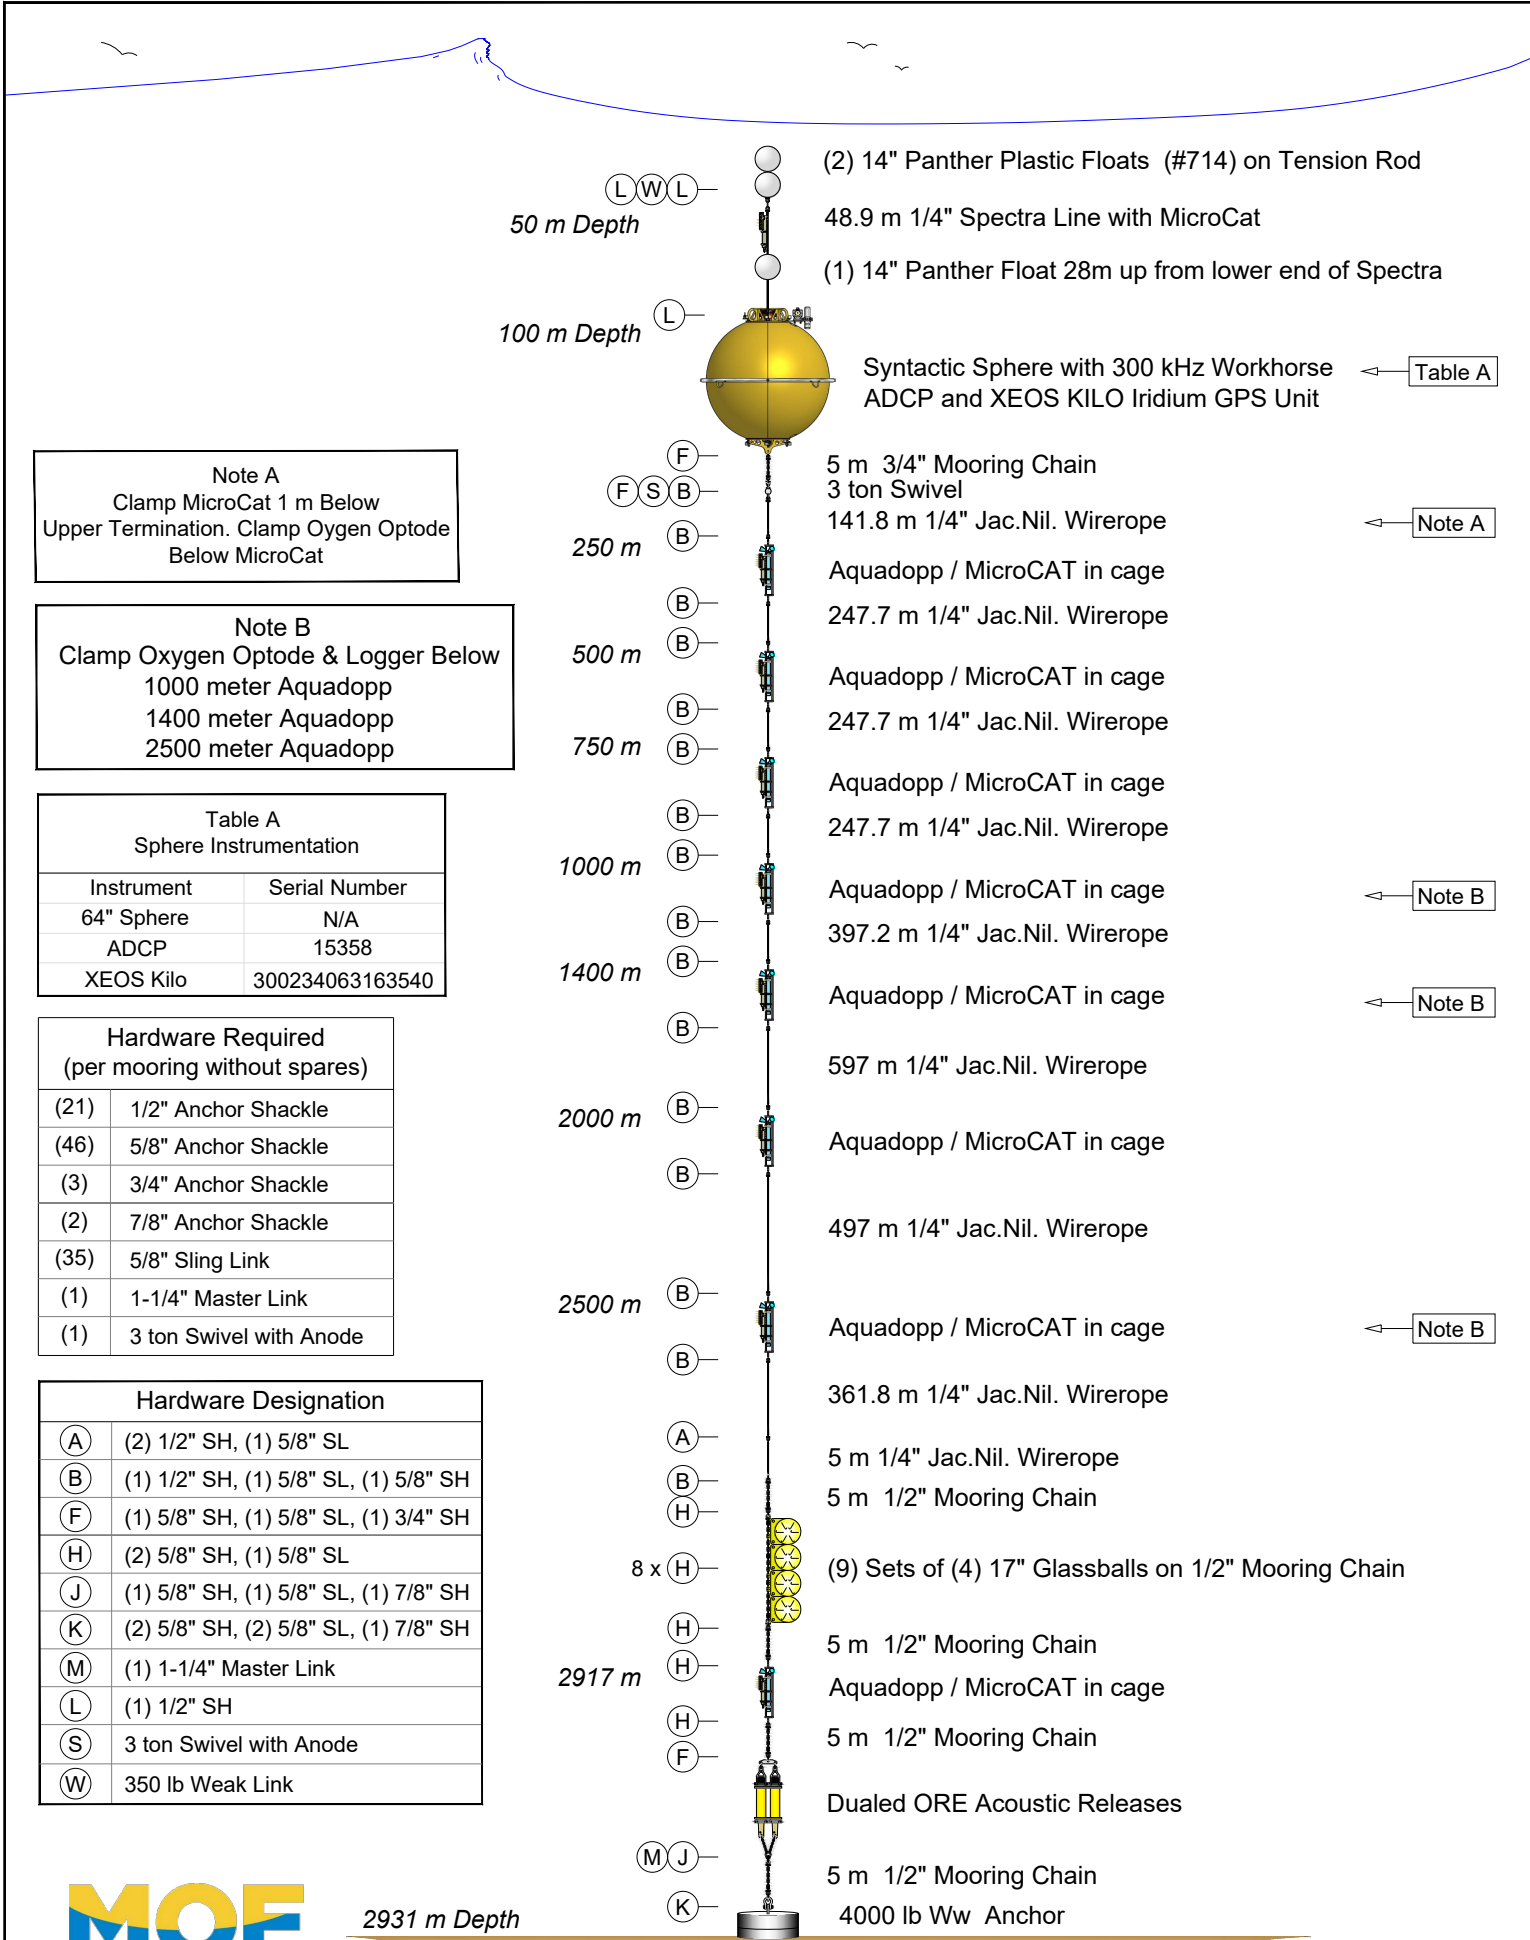 (2) 14" Panther Plastic Floats (#714) on Tension Rod
L W L
50 m Depth
48.9 m 1/4" Spectra Line with MicroCat
(1) 14" Panther Float 28m up from lower end of Spectra
L
100 m Depth
Syntactic Sphere with 300 kHz Workhorse
ADCP and XEOS KILO Iridium GPS Unit
Table A
F
5 m 3/4" Mooring Chain
F S B
3 ton Swivel
141.8 m 1/4" Jac.Nil. Wirerope
Note A
B
250 m
Aquadopp / MicroCAT in cage
B
247.7 m 1/4" Jac.Nil. Wirerope
B
500 m
Aquadopp / MicroCAT in cage
B
247.7 m 1/4" Jac.Nil. Wirerope
B
750 m
Aquadopp / MicroCAT in cage
B
247.7 m 1/4" Jac.Nil. Wirerope
B
1000 m
Aquadopp / MicroCAT in cage
Note B
B
397.2 m 1/4" Jac.Nil. Wirerope
B
1400 m
Aquadopp / MicroCAT in cage
Note B
B
597 m 1/4" Jac.Nil. Wirerope
B
2000 m
Aquadopp / MicroCAT in cage
B
497 m 1/4" Jac.Nil. Wirerope
B
2500 m
Aquadopp / MicroCAT in cage
Note B
B
361.8 m 1/4" Jac.Nil. Wirerope
A
5 m 1/4" Jac.Nil. Wirerope
B
5 m 1/2" Mooring Chain
H
8 x H
(9) Sets of (4) 17" Glassballs on 1/2" Mooring Chain
H
5 m 1/2" Mooring Chain
H
2917 m
Aquadopp / MicroCAT in cage
H
5 m 1/2" Mooring Chain
F
Dualed ORE Acoustic Releases
M J
5 m 1/2" Mooring Chain
K
4000 lb Ww Anchor
2931 m Depth
Note A
Clamp MicroCat 1 m Below
Upper Termination. Clamp Oygen Optode
Below MicroCat
Note B
Clamp Oxygen Optode & Logger Below
1000 meter Aquadopp
1400 meter Aquadopp
2500 meter Aquadopp
Table A
Sphere Instrumentation
Instrument Serial Number
64" Sphere N/A
ADCP 15358
XEOS Kilo 300234063163540
Hardware Required
(per mooring without spares)
(21) 1/2" Anchor Shackle
(46) 5/8" Anchor Shackle
(3) 3/4" Anchor Shackle
(2) 7/8" Anchor Shackle
(35) 5/8" Sling Link
(1) 1-1/4" Master Link
(1) 3 ton Swivel with Anode
Hardware Designation
A (2) 1/2" SH, (1) 5/8" SL
B (1) 1/2" SH, (1) 5/8" SL, (1) 5/8" SH
F (1) 5/8" SH, (1) 5/8" SL, (1) 3/4" SH
H (2) 5/8" SH, (1) 5/8" SL
J (1) 5/8" SH, (1) 5/8" SL, (1) 7/8" SH
K (2) 5/8" SH, (2) 5/8" SL, (1) 7/8" SH
M (1) 1-1/4" Master Link
L (1) 1/2" SH
S 3 ton Swivel with Anode
W 350 lb Weak Link